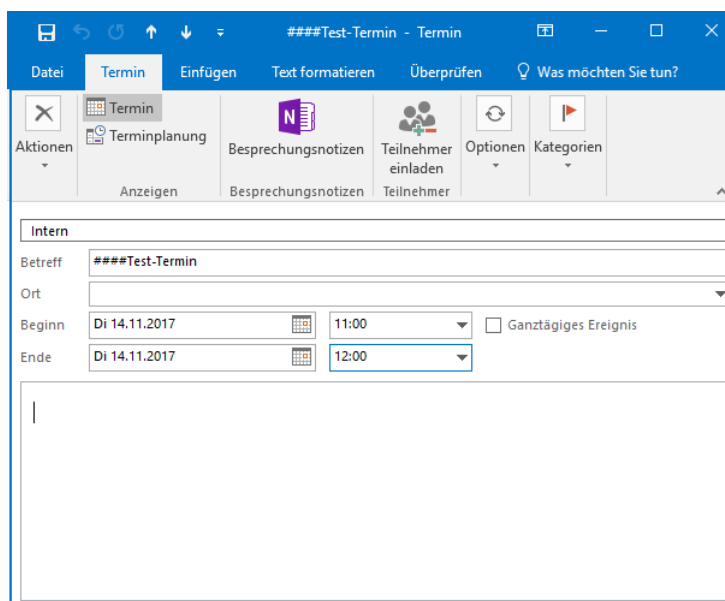 ####Test-Termin - Termin
Datei Termin Einfügen Text formatieren Überprüfen Was möchten Sie tun?
Aktionen
Termin
Terminplanung
Anzeigen
N
Besprechungsnotizen
Besprechungsnotizen
Teilnehmer
einladen
Teilnehmer
Optionen
Kategorien
Intern
Betreff ####Test-Termin
Ort
Beginn Di 14.11.2017 11:00 Ganztägiges Ereignis
Ende Di 14.11.2017 12:00